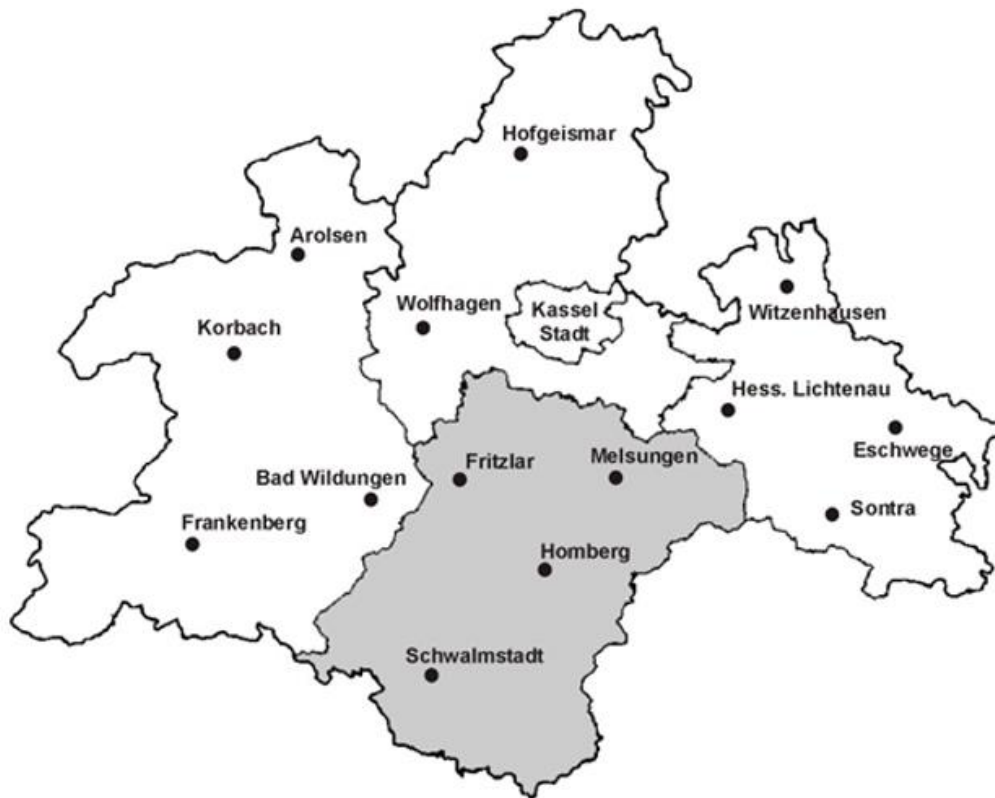 Hofgeismar
Arolsen
Wolfhagen
Kassel
Stadt
Witzenhausen
Korbach
Hess. Lichtenau
Eschwege
Fritzlar
Melsungen
Bad Wildungen
Sontra
Frankenberg
Homberg
Schwalmstadt